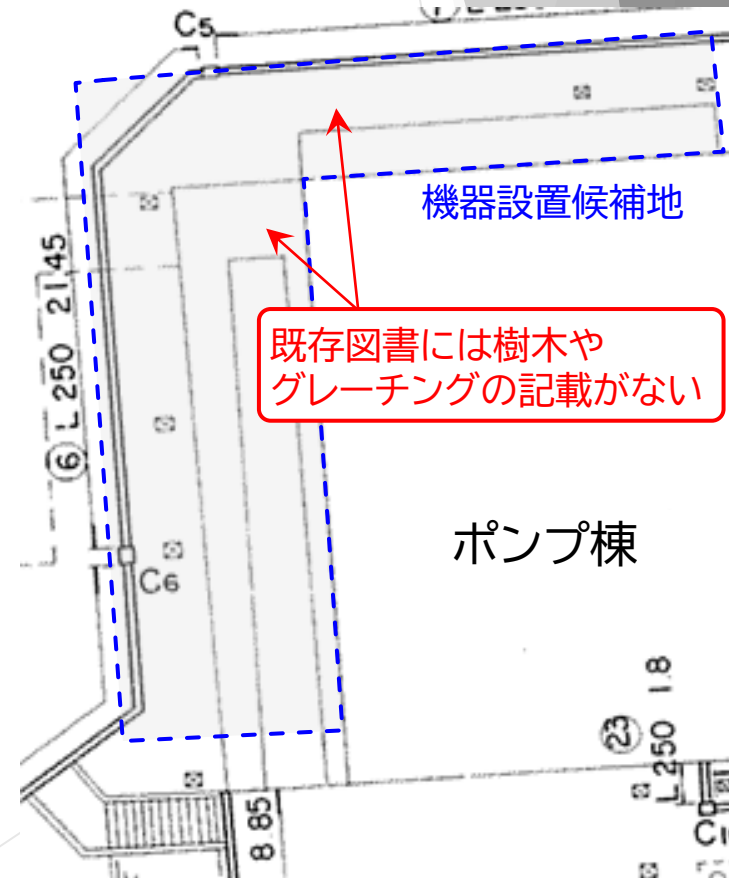 C5
機器設置候補地
既存図書には樹木や
グレーチングの記載がない
⑥ L 250 21.45
ポンプ棟
C6
㉓ L 250 1.8
8.85